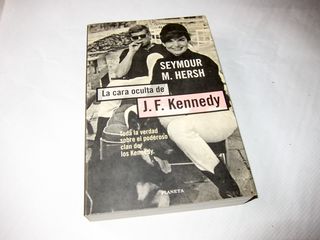 SEYMOUR
M. HERSH
La cara oculta de
J. F. Kennedy
Toda la verdad
sobre el poderoso
clan de
los Kennedy
PLANETA